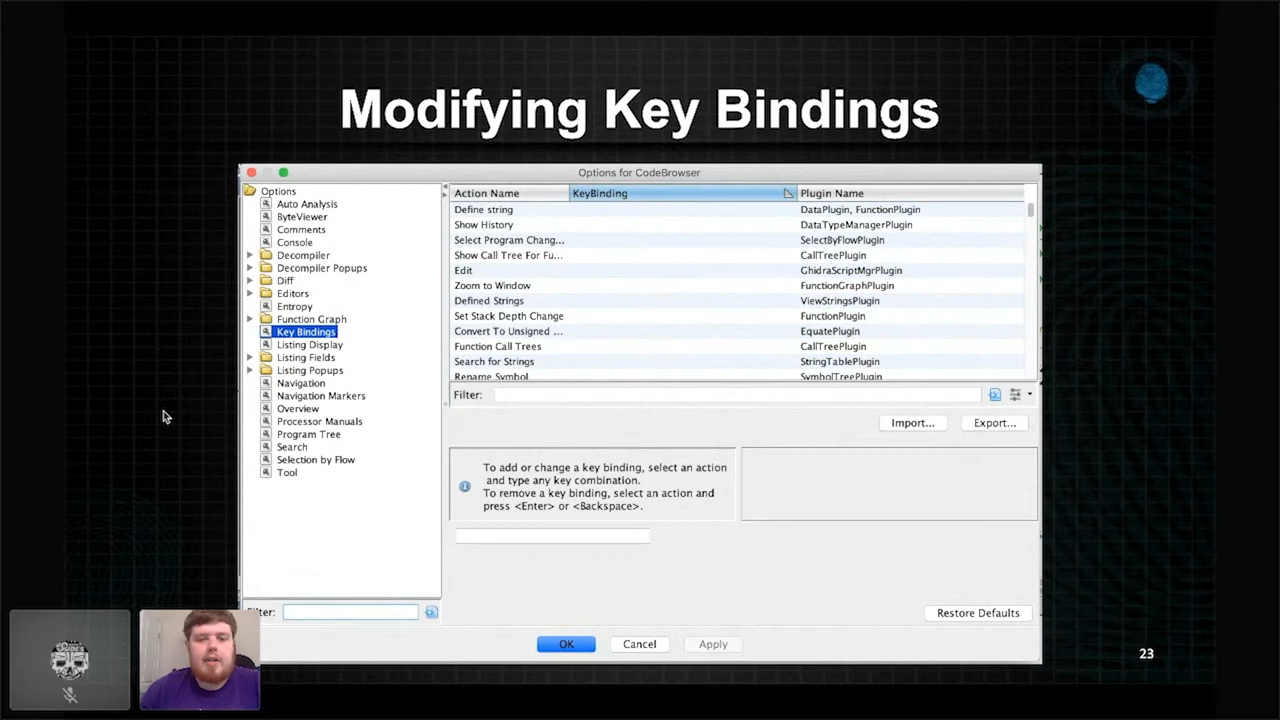 Modifying Key Bindings
Options for CodeBrowser
Options
Auto Analysis
ByteViewer
Comments
Console
Decompiler
Decompiler Popups
Diff
Editors
Entropy
Function Graph
Key Bindings
Listing Display
Listing Fields
Listing Popups
Navigation
Navigation Markers
Overview
Processor Manuals
Program Tree
Search
Selection by Flow
Tool
Filter:
Action Name KeyBinding Plugin Name
Define string DataPlugin, FunctionPlugin
Show History DataTypeManagerPlugin
Select Program Chang... SelectByFlowPlugin
Show Call Tree For Fu... CallTreePlugin
Edit GhidraScriptMgrPlugin
Zoom to Window FunctionGraphPlugin
Defined Strings ViewStringsPlugin
Set Stack Depth Change FunctionPlugin
Convert To Unsigned ... EquatePlugin
Function Call Trees CallTreePlugin
Search for Strings StringTablePlugin
Rename Symbol SymbolTreePlugin
Filter:
Import... Export...
To add or change a key binding, select an action
and type any key combination.
To remove a key binding, select an action and
press <Enter> or <Backspace>.
Restore Defaults
OK Cancel Apply
23